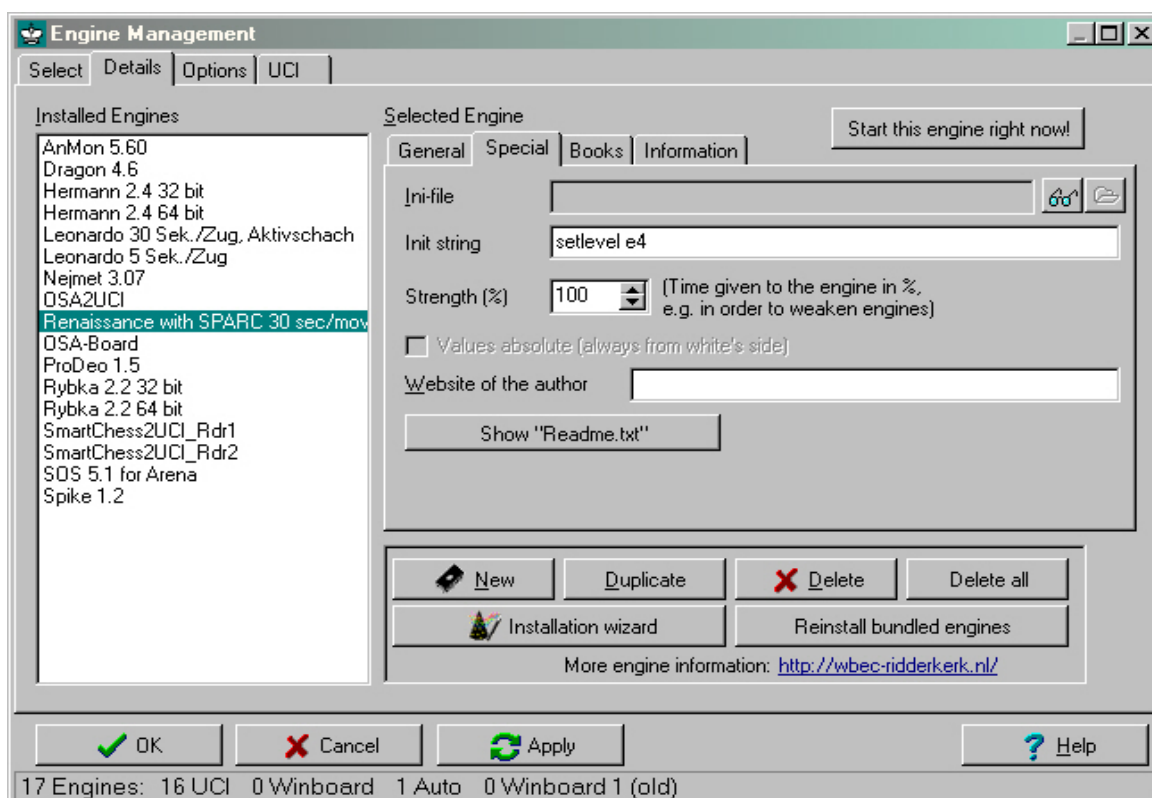 Engine Management
Select Details Options UCI
Installed Engines
AnMon 5.60
Dragon 4.6
Hermann 2.4 32 bit
Hermann 2.4 64 bit
Leonardo 30 Sek./Zug, Aktivschach
Leonardo 5 Sek./Zug
Nejmet 3.07
OSA2UCI
Renaissance with SPARC 30 sec/mov
OSA-Board
ProDeo 1.5
Rybka 2.2 32 bit
Rybka 2.2 64 bit
SmartChess2UCI_Rdr1
SmartChess2UCI_Rdr2
SOS 5.1 for Arena
Spike 1.2
Selected Engine
Start this engine right now!
General Special Books Information
Ini-file
Init string setlevel e4
Strength (%) 100 (Time given to the engine in %,
e.g. in order to weaken engines)
Values absolute (always from white's side)
Website of the author
Show "Readme.txt"
New Duplicate Delete Delete all
Installation wizard Reinstall bundled engines
More engine information: http://wbec-ridderkerk.nl/
OK Cancel Apply Help
17 Engines: 16 UCI 0 Winboard 1 Auto 0 Winboard 1 (old)